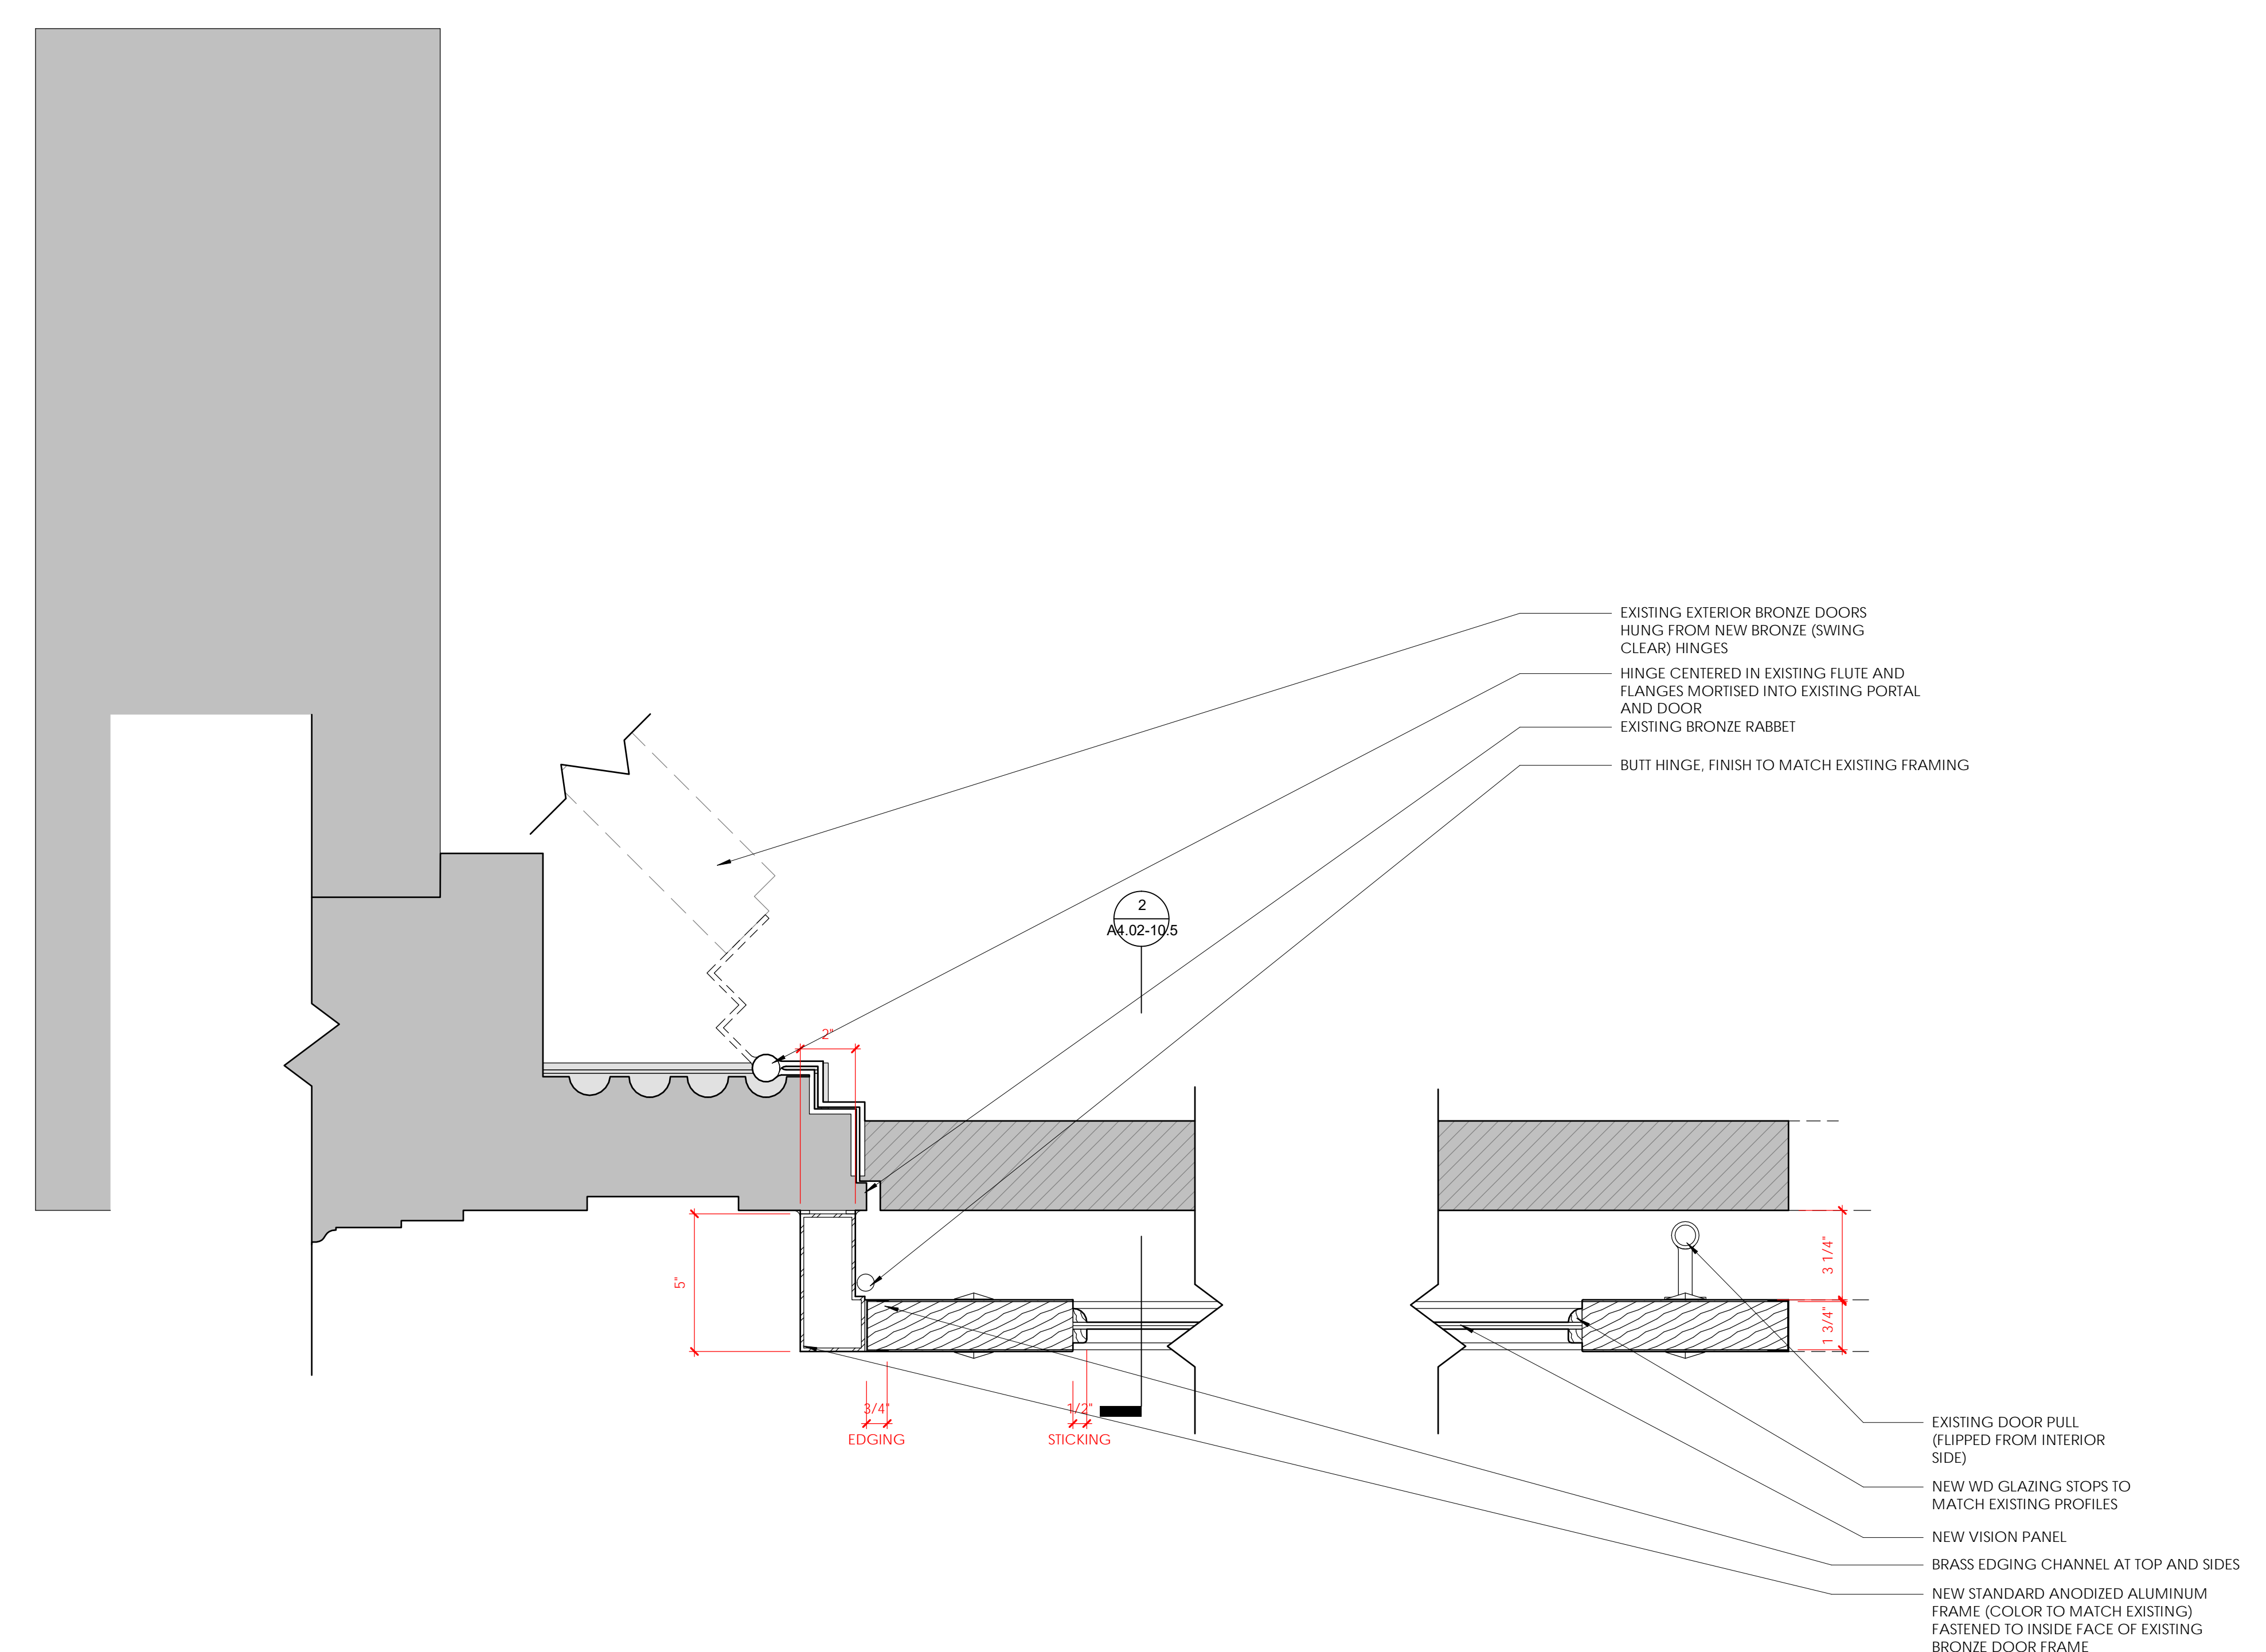 EXISTING EXTERIOR BRONZE DOORS
HUNG FROM NEW BRONZE (SWING
CLEAR) HINGES
HINGE CENTERED IN EXISTING FLUTE AND
FLANGES MORTISED INTO EXISTING PORTAL
AND DOOR
EXISTING BRONZE RABBET
BUTT HINGE, FINISH TO MATCH EXISTING FRAMING
2
A4.02-10.5
2"
5"
3 1/4"
1 3/4"
3/4"
EDGING
1/2"
STICKING
EXISTING DOOR PULL
(FLIPPED FROM INTERIOR
SIDE)
NEW WD GLAZING STOPS TO
MATCH EXISTING PROFILES
NEW VISION PANEL
BRASS EDGING CHANNEL AT TOP AND SIDES
NEW STANDARD ANODIZED ALUMINUM
FRAME (COLOR TO MATCH EXISTING)
FASTENED TO INSIDE FACE OF EXISTING
BRONZE DOOR FRAME